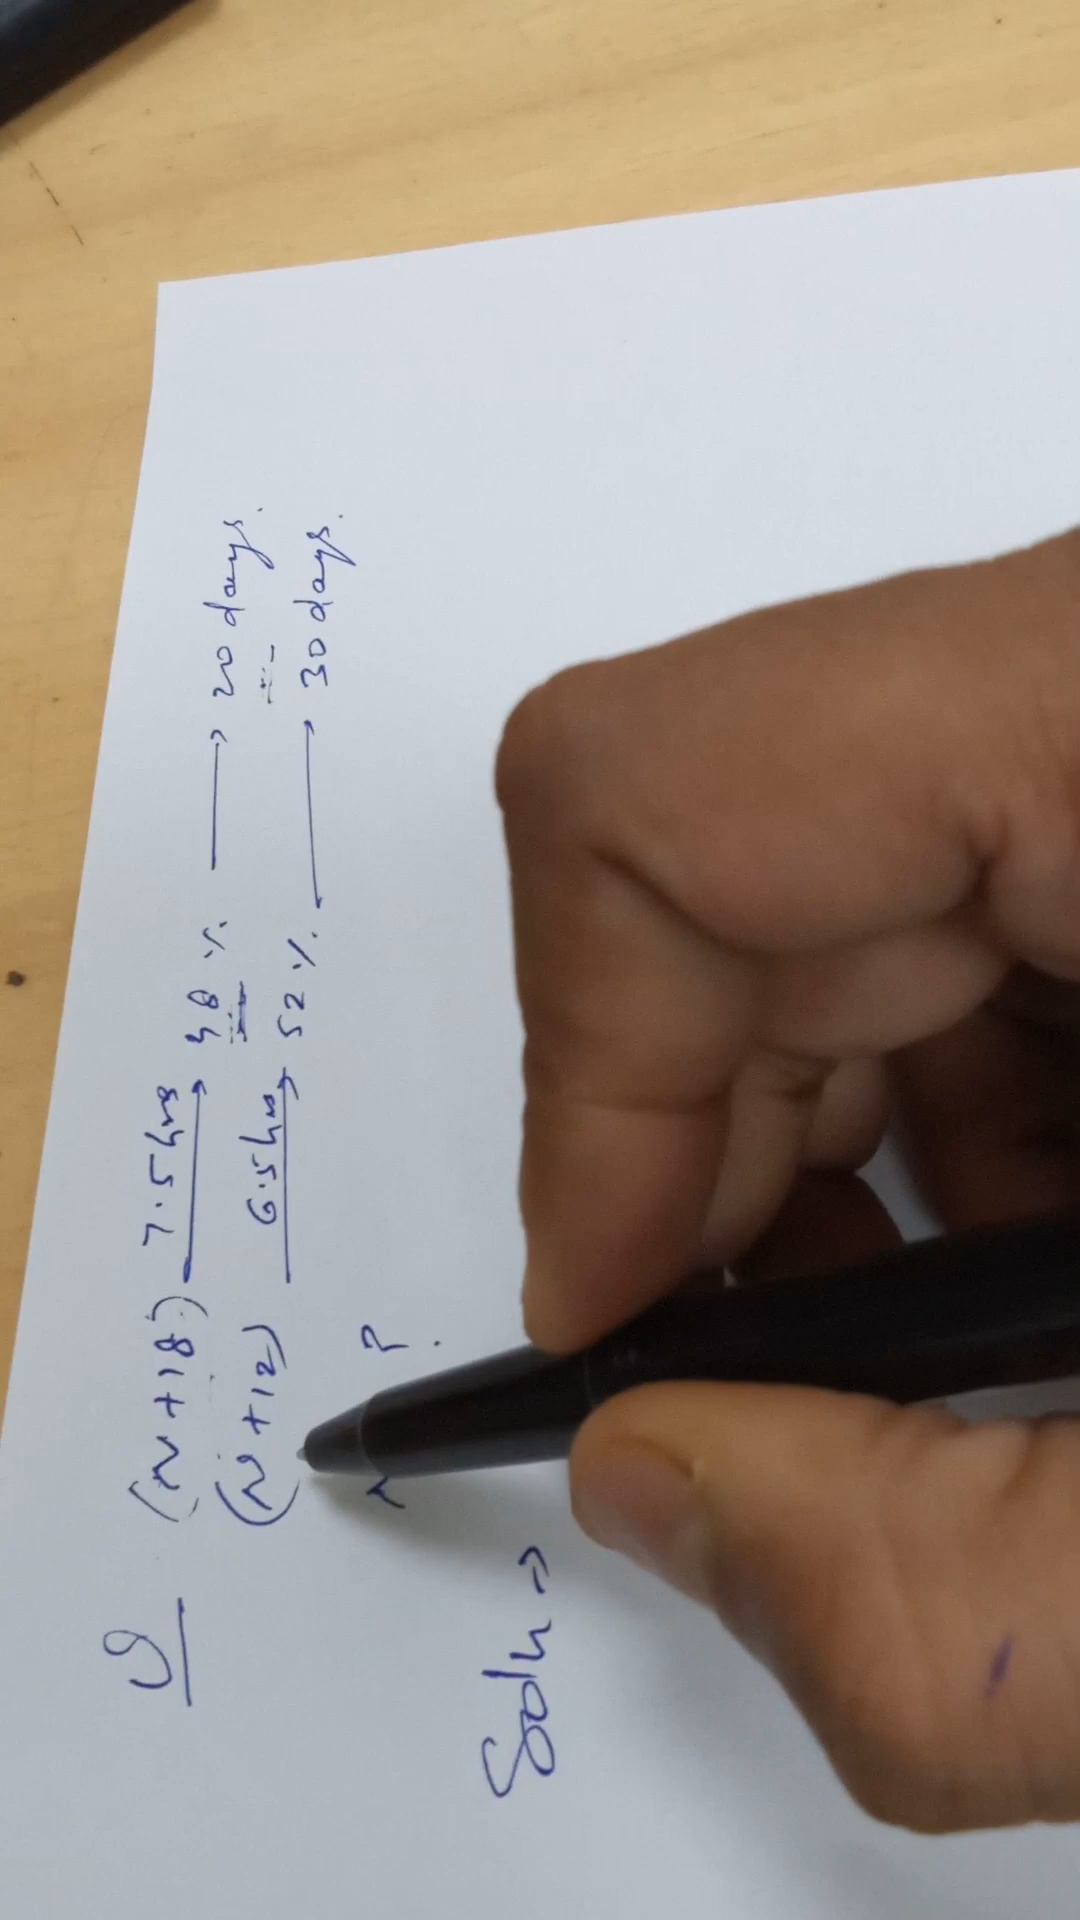 Q (N+18) 7.5 hrs → 48 % → 20 days.
(N+12) 6.5 hrs → 52 % → 30 days.
N ?
Soln ⇒